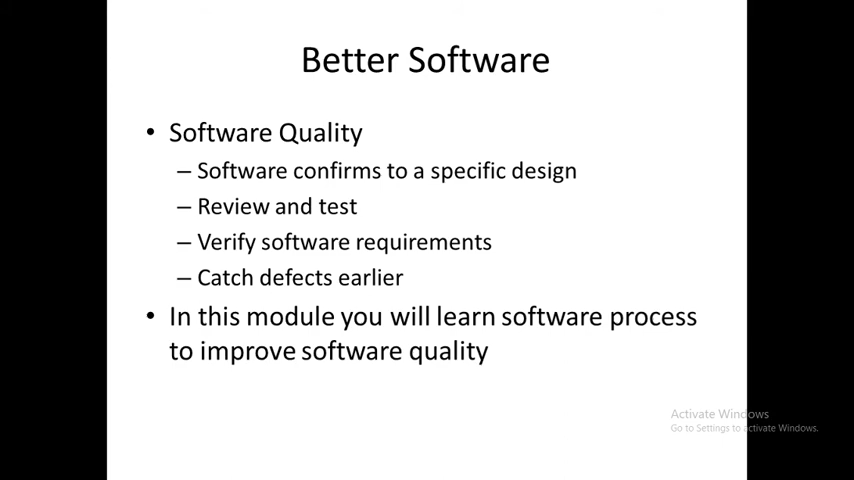 Better Software
• Software Quality
– Software confirms to a specific design
– Review and test
– Verify software requirements
– Catch defects earlier
• In this module you will learn software process
to improve software quality
Activate Windows
Go to Settings to activate Windows.